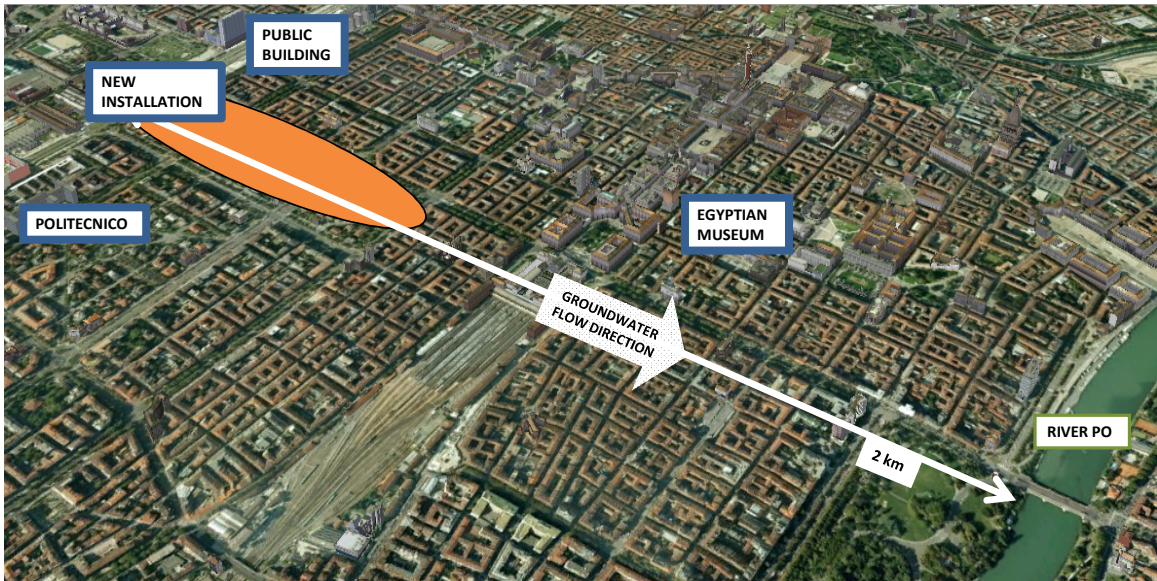 PUBLIC
BUILDING
NEW
INSTALLATION
POLITECNICO
EGYPTIAN
MUSEUM
GROUNDWATER
FLOW DIRECTION
RIVER PO
2 km